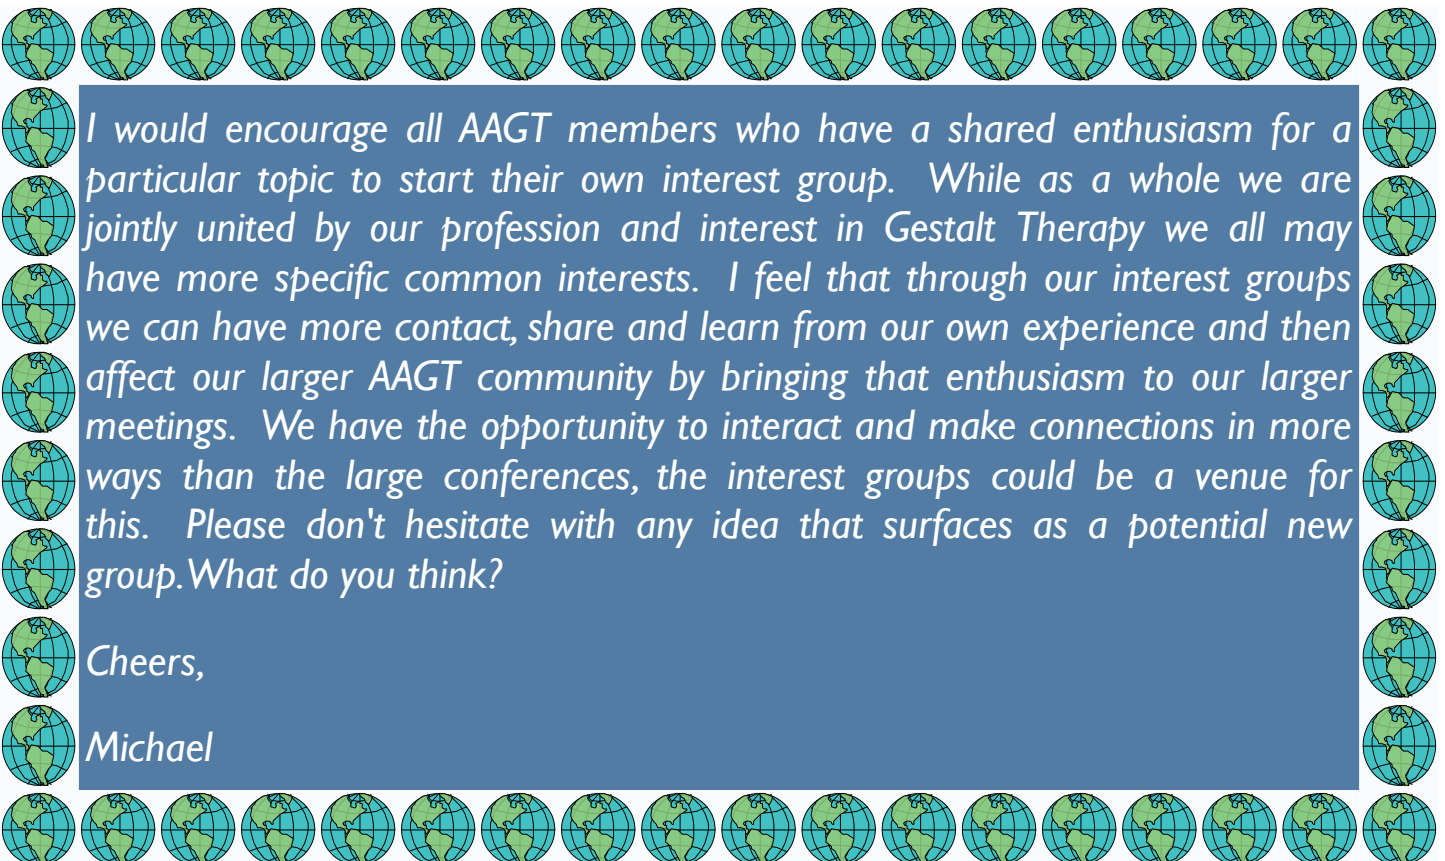 I would encourage all AAGT members who have a shared enthusiasm for a
particular topic to start their own interest group.  While as a whole we are
jointly united by our profession and interest in Gestalt Therapy we all may
have more specific common interests.  I feel that through our interest groups
we can have more contact, share and learn from our own experience and then
affect our larger AAGT community by bringing that enthusiasm to our larger
meetings.  We have the opportunity to interact and make connections in more
ways than the large conferences, the interest groups could be a venue for
this.  Please don't hesitate with any idea that surfaces as a potential new
group. What do you think?
Cheers,
Michael